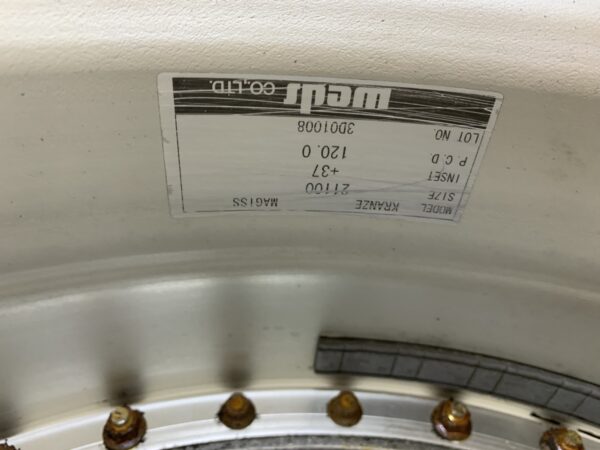 MODEL KRANZE MAGISS
SIZE 21100
INSET +37
P.C.D 120.0
LOT NO 3D01008
weds CO.,LTD.